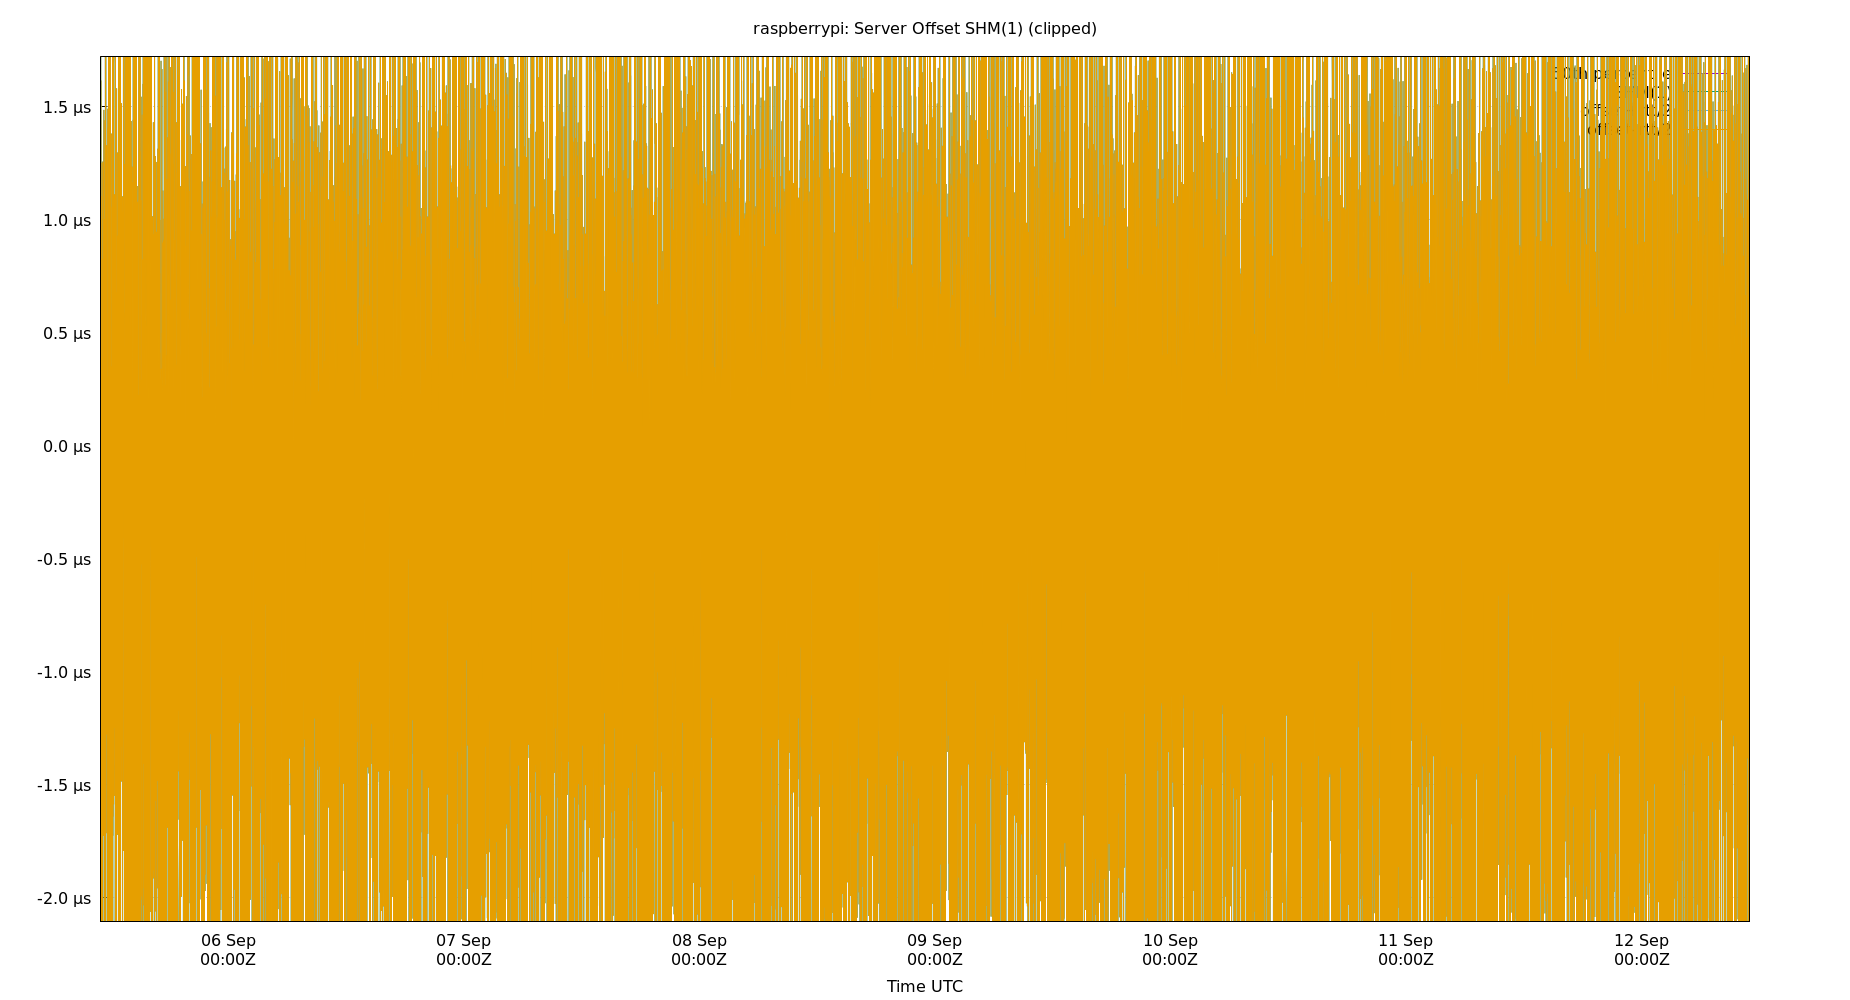 raspberrypi: Server Offset SHM(1) (clipped)
1.5 µs
1.0 µs
0.5 µs
0.0 µs
-0.5 µs
-1.0 µs
-1.5 µs
-2.0 µs
06 Sep 07 Sep 08 Sep 09 Sep 10 Sep 11 Sep 12 Sep
00:00Z 00:00Z 00:00Z 00:00Z 00:00Z 00:00Z 00:00Z
Time UTC